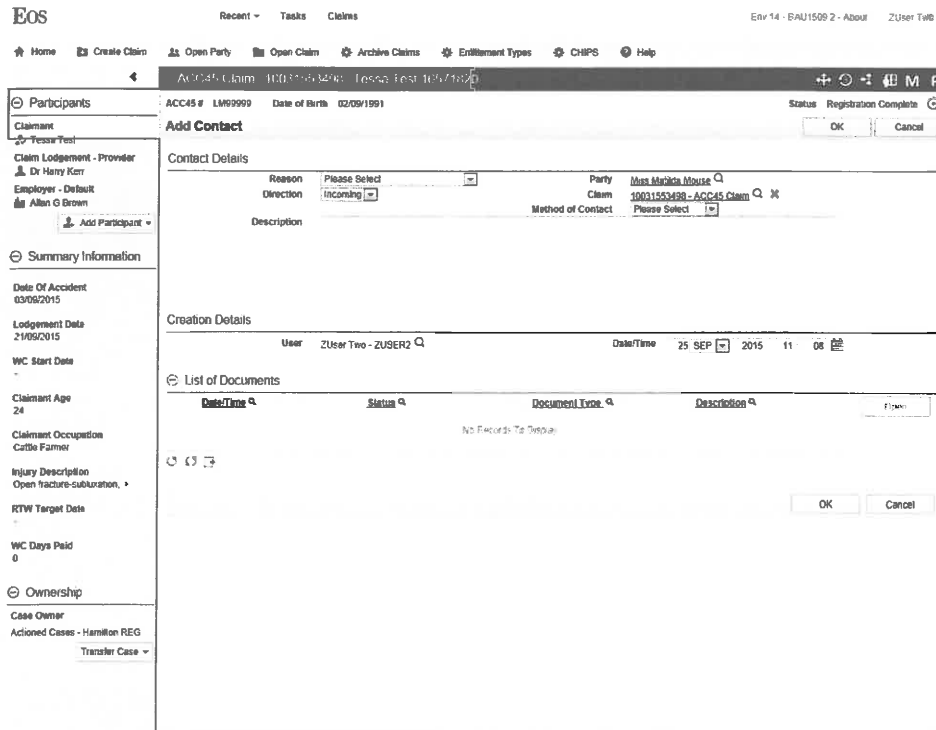 Eos
Recent Tasks Claims
Env 14 - BAU1509 2 - About ZUser Two
Home Create Claim Open Party Open Claim Archive Claims Entitlement Types CHIPS Help
ACC45 Claim 10031553498 Tessa Test
M
Participants
Claimant
Tessa Test
Claim Lodgement - Provider
Dr Harry Kerr
Employer - Default
Allan G Brown
Add Participant
Summary Information
Date Of Accident
03/09/2015
Lodgement Date
21/09/2015
WC Start Date
-
Claimant Age
24
Claimant Occupation
Cattle Farmer
Injury Description
Open fracture-subluxation,
RTW Target Date
-
WC Days Paid
0
Ownership
Case Owner
Actioned Cases - Hamilton REG
Transfer Case
ACC45 # LM99999 Date of Birth 02/09/1991 Status Registration Complete
Add Contact OK Cancel
Contact Details
Reason Please Select Party Miss Matilda Mouse
Direction Incoming Claim 10031553498 - ACC45 Claim
Method of Contact Please Select
Description
Creation Details
User ZUser Two - ZUSER2 Date/Time 25 SEP 2015 11 08
List of Documents
Date/Time Status Document Type Description
No Records To Display
OK Cancel